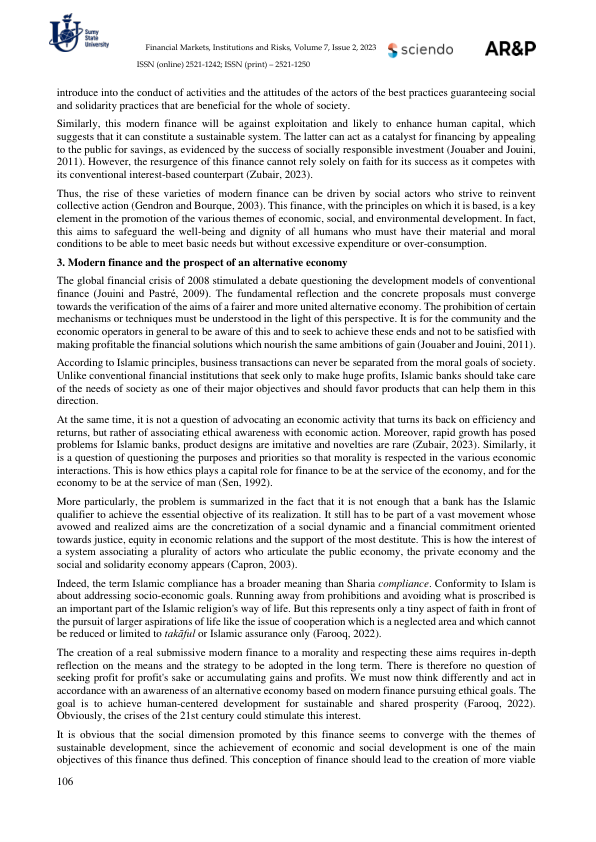 Sumy
State
University
Financial Markets, Institutions and Risks, Volume 7, Issue 2, 2023
sciendo
AR&P
ISSN (online) 2521-1242; ISSN (print) – 2521-1250
introduce into the conduct of activities and the attitudes of the actors of the best practices guaranteeing social
and solidarity practices that are beneficial for the whole of society.
Similarly, this modern finance will be against exploitation and likely to enhance human capital, which
suggests that it can constitute a sustainable system. The latter can act as a catalyst for financing by appealing
to the public for savings, as evidenced by the success of socially responsible investment (Jouaber and Jouini,
2011). However, the resurgence of this finance cannot rely solely on faith for its success as it competes with
its conventional interest-based counterpart (Zubair, 2023).
Thus, the rise of these varieties of modern finance can be driven by social actors who strive to reinvent
collective action (Gendron and Bourque, 2003). This finance, with the principles on which it is based, is a key
element in the promotion of the various themes of economic, social, and environmental development. In fact,
this aims to safeguard the well-being and dignity of all humans who must have their material and moral
conditions to be able to meet basic needs but without excessive expenditure or over-consumption.
3. Modern finance and the prospect of an alternative economy
The global financial crisis of 2008 stimulated a debate questioning the development models of conventional
finance (Jouini and Pastré, 2009). The fundamental reflection and the concrete proposals must converge
towards the verification of the aims of a fairer and more united alternative economy. The prohibition of certain
mechanisms or techniques must be understood in the light of this perspective. It is for the community and the
economic operators in general to be aware of this and to seek to achieve these ends and not to be satisfied with
making profitable the financial solutions which nourish the same ambitions of gain (Jouaber and Jouini, 2011).
According to Islamic principles, business transactions can never be separated from the moral goals of society.
Unlike conventional financial institutions that seek only to make huge profits, Islamic banks should take care
of the needs of society as one of their major objectives and should favor products that can help them in this
direction.
At the same time, it is not a question of advocating an economic activity that turns its back on efficiency and
returns, but rather of associating ethical awareness with economic action. Moreover, rapid growth has posed
problems for Islamic banks, product designs are imitative and novelties are rare (Zubair, 2023). Similarly, it
is a question of questioning the purposes and priorities so that morality is respected in the various economic
interactions. This is how ethics plays a capital role for finance to be at the service of the economy, and for the
economy to be at the service of man (Sen, 1992).
More particularly, the problem is summarized in the fact that it is not enough that a bank has the Islamic
qualifier to achieve the essential objective of its realization. It still has to be part of a vast movement whose
avowed and realized aims are the concretization of a social dynamic and a financial commitment oriented
towards justice, equity in economic relations and the support of the most destitute. This is how the interest of
a system associating a plurality of actors who articulate the public economy, the private economy and the
social and solidarity economy appears (Capron, 2003).
Indeed, the term Islamic compliance has a broader meaning than Sharia compliance. Conformity to Islam is
about addressing socio-economic goals. Running away from prohibitions and avoiding what is proscribed is
an important part of the Islamic religion's way of life. But this represents only a tiny aspect of faith in front of
the pursuit of larger aspirations of life like the issue of cooperation which is a neglected area and which cannot
be reduced or limited to takāful or Islamic assurance only (Farooq, 2022).
The creation of a real submissive modern finance to a morality and respecting these aims requires in-depth
reflection on the means and the strategy to be adopted in the long term. There is therefore no question of
seeking profit for profit's sake or accumulating gains and profits. We must now think differently and act in
accordance with an awareness of an alternative economy based on modern finance pursuing ethical goals. The
goal is to achieve human-centered development for sustainable and shared prosperity (Farooq, 2022).
Obviously, the crises of the 21st century could stimulate this interest.
It is obvious that the social dimension promoted by this finance seems to converge with the themes of
sustainable development, since the achievement of economic and social development is one of the main
objectives of this finance thus defined. This conception of finance should lead to the creation of more viable
106